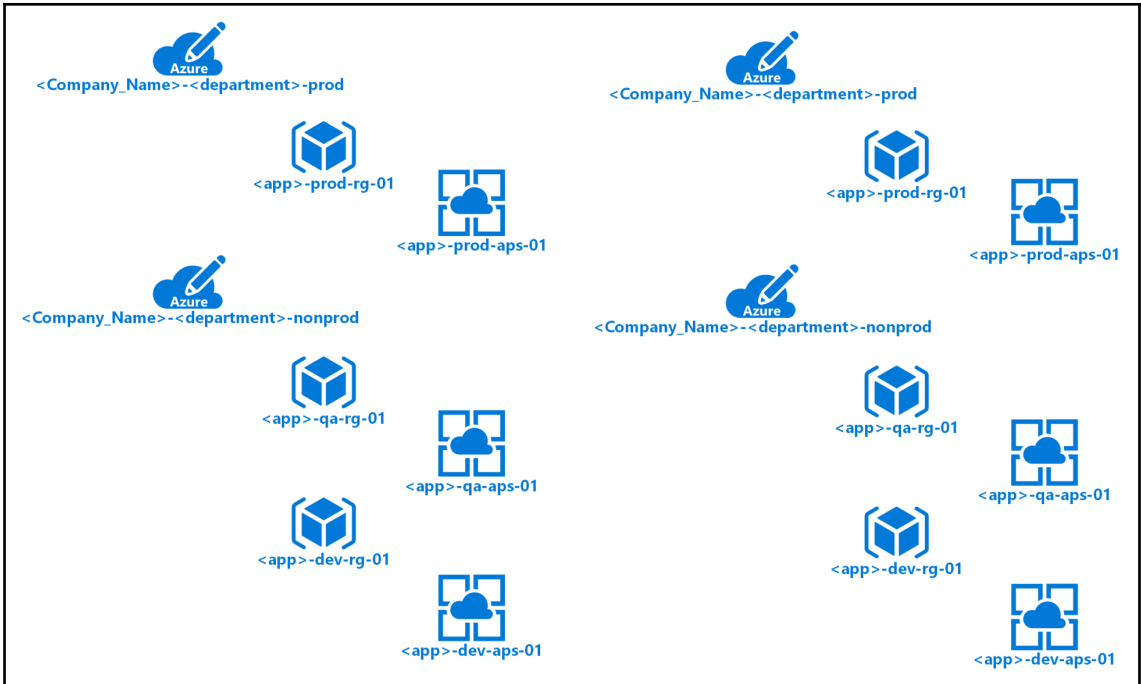 Azure
<Company_Name>-<department>-prod
<app>-prod-rg-01
<app>-prod-aps-01
Azure
<Company_Name>-<department>-nonprod
<app>-qa-rg-01
<app>-qa-aps-01
<app>-dev-rg-01
<app>-dev-aps-01
Azure
<Company_Name>-<department>-prod
<app>-prod-rg-01
<app>-prod-aps-01
Azure
<Company_Name>-<department>-nonprod
<app>-qa-rg-01
<app>-qa-aps-01
<app>-dev-rg-01
<app>-dev-aps-01